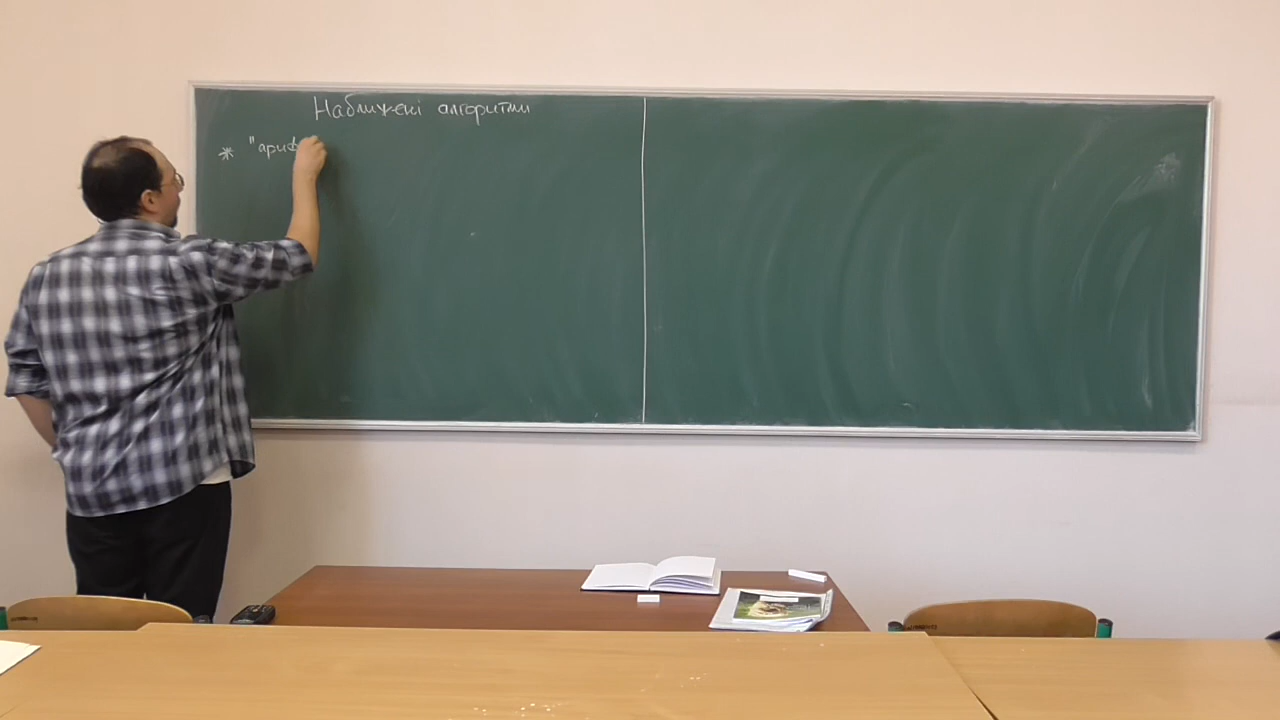 Наближені алгоритми
* "ариф